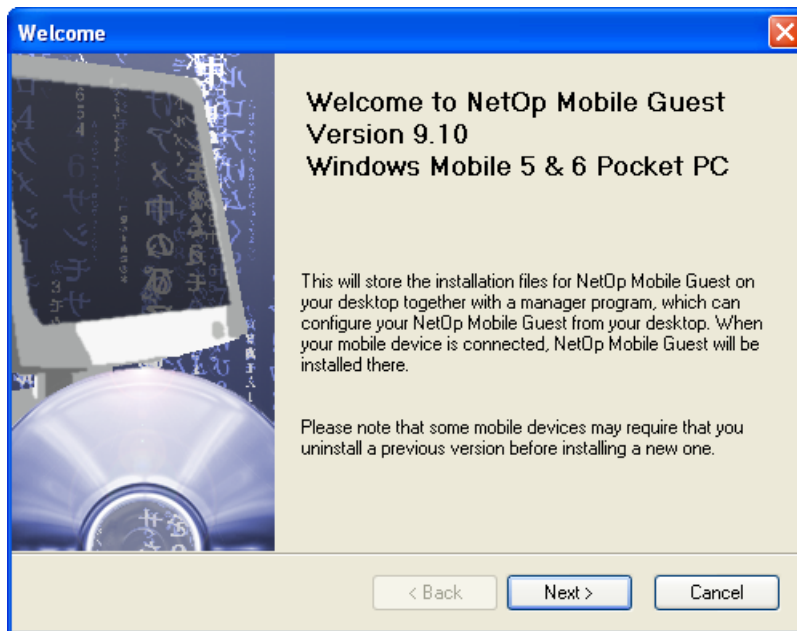 Welcome
Welcome to NetOp Mobile Guest
Version 9.10
Windows Mobile 5 & 6 Pocket PC
This will store the installation files for NetOp Mobile Guest on
your desktop together with a manager program, which can
configure your NetOp Mobile Guest from your desktop. When
your mobile device is connected, NetOp Mobile Guest will be
installed there.
Please note that some mobile devices may require that you
uninstall a previous version before installing a new one.
< Back
Next >
Cancel